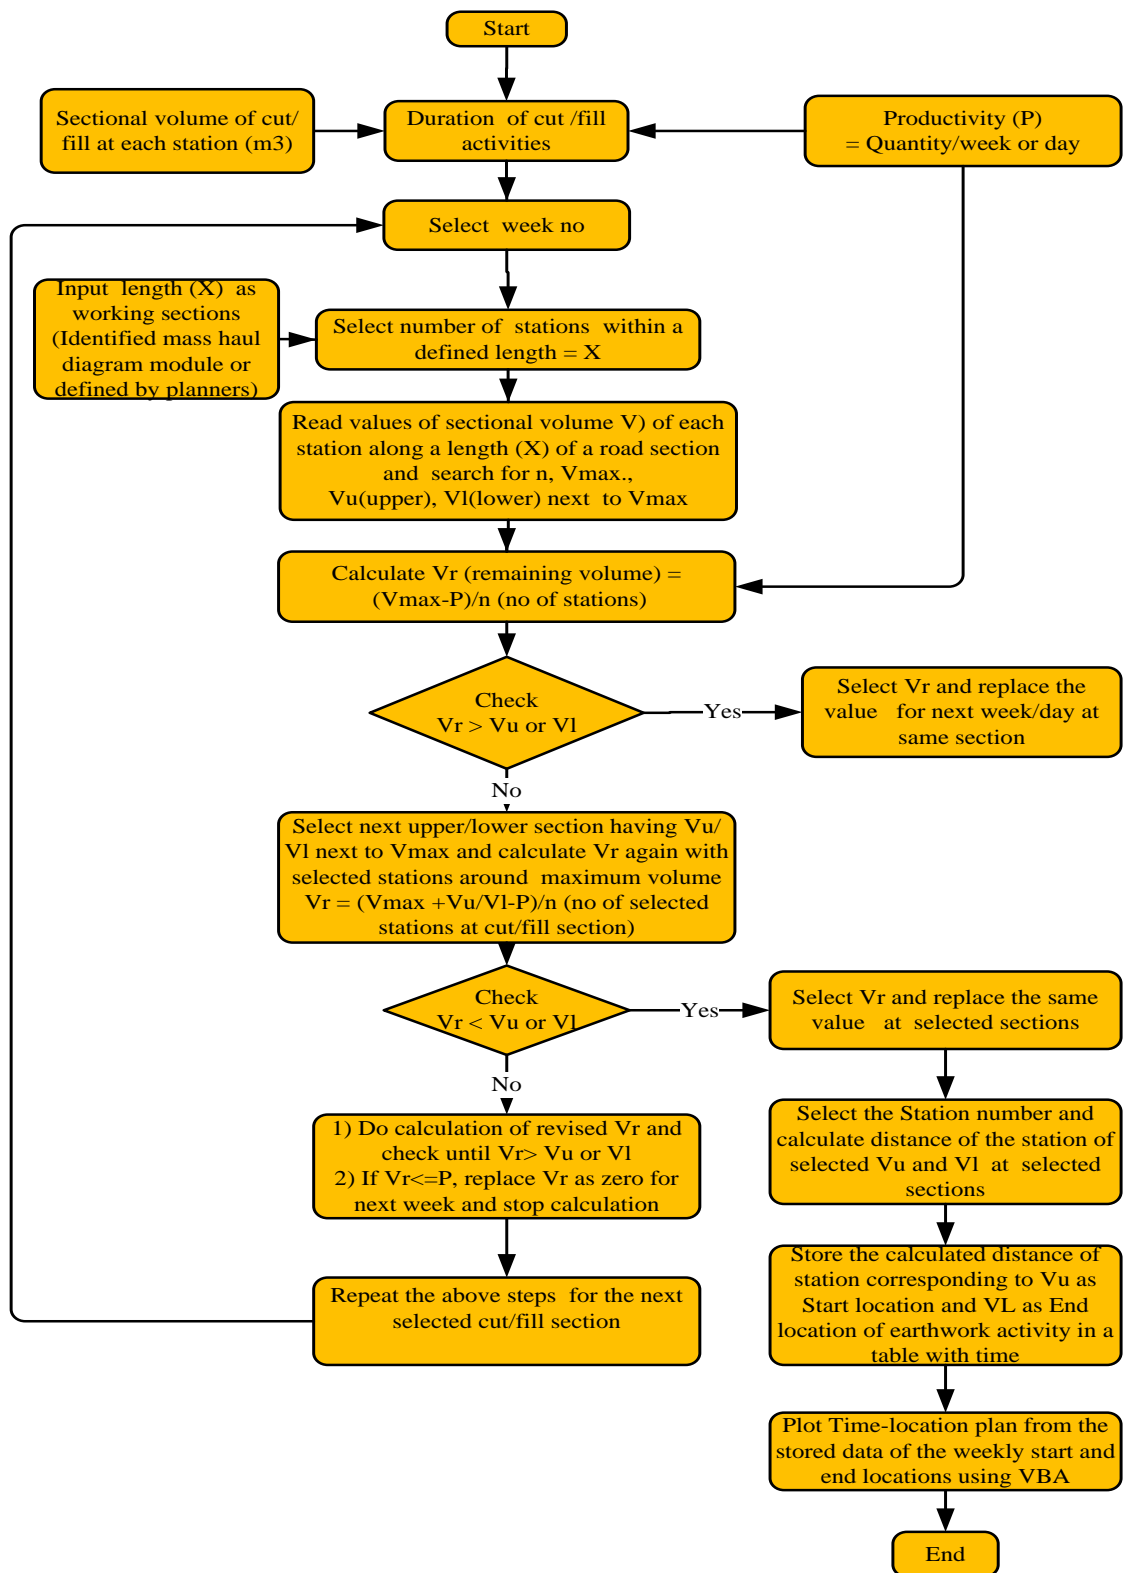 Start
Sectional volume of cut/
fill at each station (m3)
Duration of cut /fill
activities
Productivity (P)
= Quantity/week or day
Select week no
Input length (X) as
working sections
(Identified mass haul
diagram module or
defined by planners)
Select number of stations within a
defined length = X
Read values of sectional volume V) of each
station along a length (X) of a road section
and search for n, Vmax.,
Vu(upper), Vl(lower) next to Vmax
Calculate Vr (remaining volume) =
(Vmax-P)/n (no of stations)
Check
Vr > Vu or Vl
Yes
Select Vr and replace the
value for next week/day at
same section
No
Select next upper/lower section having Vu/
Vl next to Vmax and calculate Vr again with
selected stations around maximum volume
Vr = (Vmax +Vu/Vl-P)/n (no of selected
stations at cut/fill section)
Check
Vr < Vu or Vl
Yes
Select Vr and replace the same
value at selected sections
No
1) Do calculation of revised Vr and
check until Vr> Vu or Vl
2) If Vr<=P, replace Vr as zero for
next week and stop calculation
Select the Station number and
calculate distance of the station of
selected Vu and Vl at selected
sections
Repeat the above steps for the next
selected cut/fill section
Store the calculated distance of
station corresponding to Vu as
Start location and VL as End
location of earthwork activity in a
table with time
Plot Time-location plan from the
stored data of the weekly start and
end locations using VBA
End